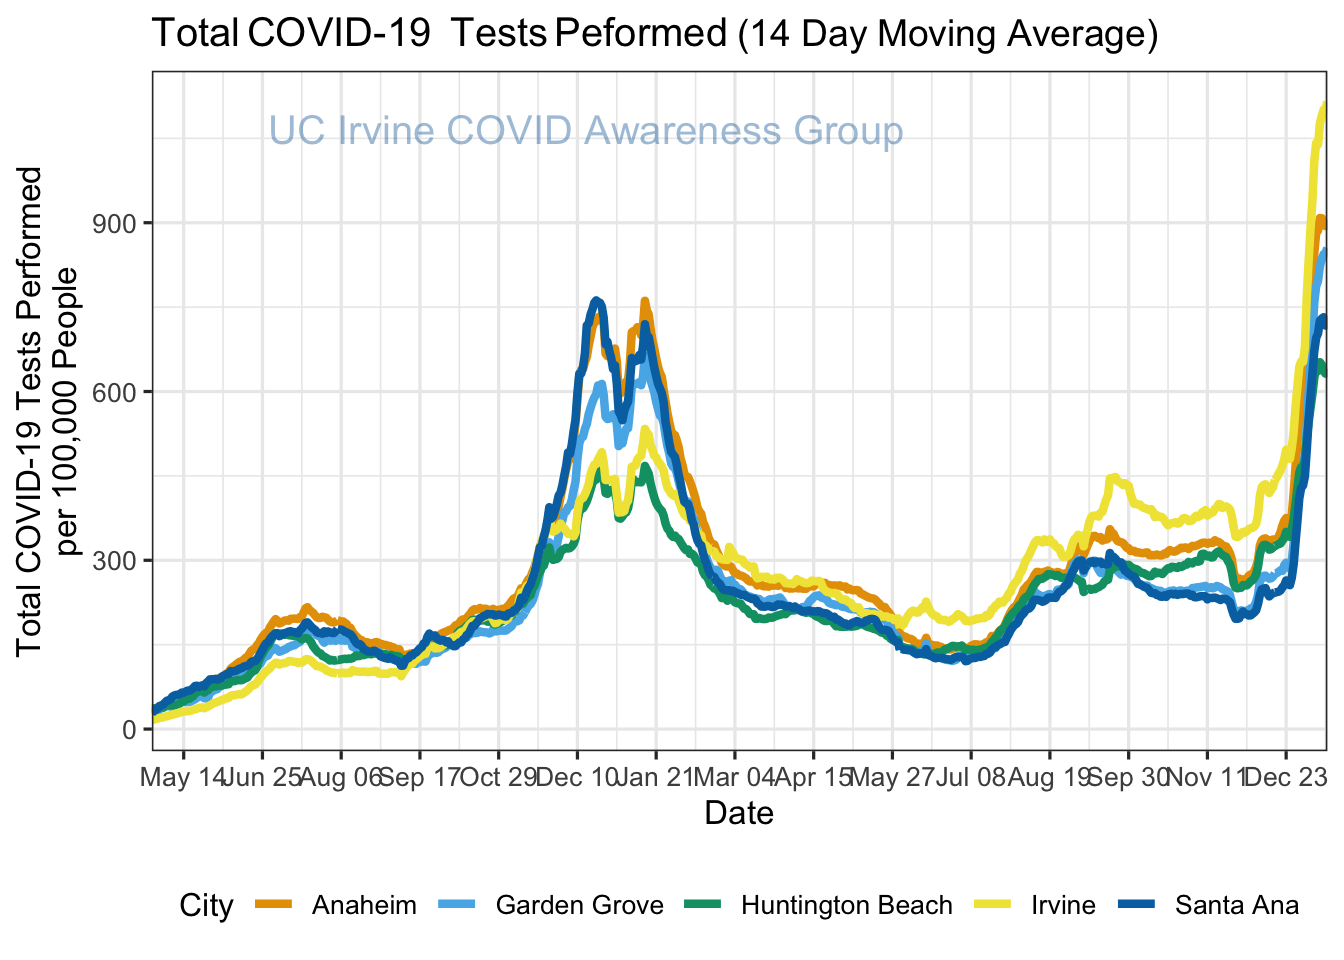 Total COVID-19 Tests Peformed (14 Day Moving Average)
UC Irvine COVID Awareness Group
Total COVID-19 Tests Performed
per 100,000 People
900
600
300
0
May 14 Jun 25 Aug 06 Sep 17 Oct 29 Dec 10 Jan 21 Mar 04 Apr 15 May 27 Jul 08 Aug 19 Sep 30 Nov 11 Dec 23
Date
City Anaheim Garden Grove Huntington Beach Irvine Santa Ana